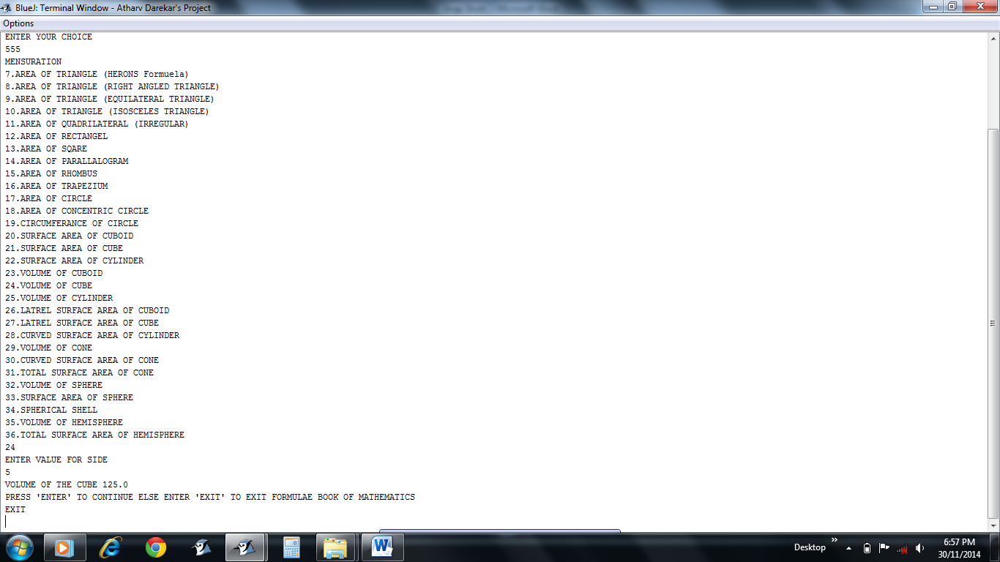 BlueJ: Terminal Window - Atharv Darekar's Project
Options
ENTER YOUR CHOICE
555
MENSURATION
7.AREA OF TRIANGLE (HERONS Formuela)
8.AREA OF TRIANGLE (RIGHT ANGLED TRIANGLE)
9.AREA OF TRIANGLE (EQUILATERAL TRIANGLE)
10.AREA OF TRIANGLE (ISOSCELES TRIANGLE)
11.AREA OF QUADRILATERAL (IRREGULAR)
12.AREA OF RECTANGEL
13.AREA OF SQARE
14.AREA OF PARALLALOGRAM
15.AREA OF RHOMBUS
16.AREA OF TRAPEZIUM
17.AREA OF CIRCLE
18.AREA OF CONCENTRIC CIRCLE
19.CIRCUMFERANCE OF CIRCLE
20.SURFACE AREA OF CUBOID
21.SURFACE AREA OF CUBE
22.SURFACE AREA OF CYLINDER
23.VOLUME OF CUBOID
24.VOLUME OF CUBE
25.VOLUME OF CYLINDER
26.LATREL SURFACE AREA OF CUBOID
27.LATREL SURFACE AREA OF CUBE
28.CURVED SURFACE AREA OF CYLINDER
29.VOLUME OF CONE
30.CURVED SURFACE AREA OF CONE
31.TOTAL SURFACE AREA OF CONE
32.VOLUME OF SPHERE
33.SURFACE AREA OF SPHERE
34.SPHERICAL SHELL
35.VOLUME OF HEMISPHERE
36.TOTAL SURFACE AREA OF HEMISPHERE
24
ENTER VALUE FOR SIDE
5
VOLUME OF THE CUBE 125.0
PRESS 'ENTER' TO CONTINUE ELSE ENTER 'EXIT' TO EXIT FORMULAE BOOK OF MATHEMATICS
EXIT
Desktop
6:57 PM
30/11/2014